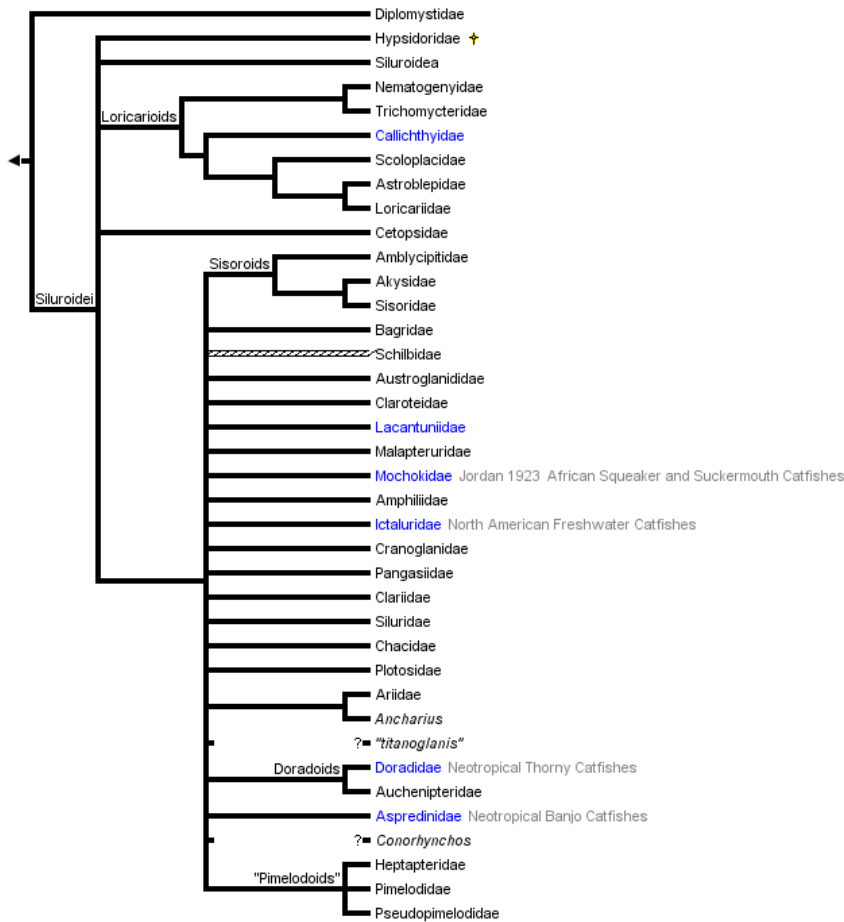 Diplomystidae
Hypsidoridae
Siluroidea
Nematogenyidae
Loricarioids
Trichomycteridae
Callichthyidae
Scoloplacidae
Astroblepidae
Loricariidae
Cetopsidae
Amblycipitidae
Sisoroids
Akysidae
Siluroidei
Sisoridae
Bagridae
Schilbidae
Austroglanididae
Claroteidae
Lacantuniidae
Malapteruridae
Mochokidae Jordan 1923 African Squeaker and Suckermouth Catfishes
Amphiliidae
Ictaluridae North American Freshwater Catfishes
Cranoglanidae
Pangasiidae
Clariidae
Siluridae
Chacidae
Plotosidae
Ariidae
Ancharius
? "titanoglanis"
Doradoids
Doradidae Neotropical Thorny Catfishes
Auchenipteridae
Aspredinidae Neotropical Banjo Catfishes
? Conorhynchos
Heptapteridae
"Pimelodoids"
Pimelodidae
Pseudopimelodidae